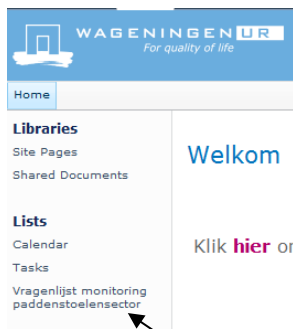 WAGENINGEN UR
For quality of life
Home
Libraries
Site Pages
Shared Documents
Welkom
Lists
Calendar
Klik hier
Tasks
Vragenlijst monitoring
paddenstoelensector